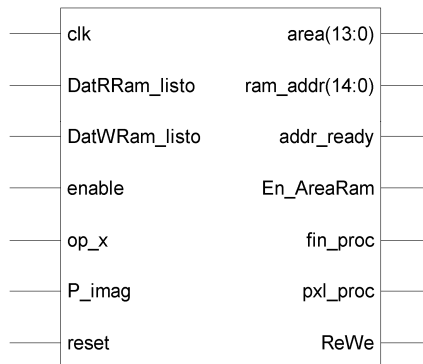 clk area(13:0)
DatRRam_listo ram_addr(14:0)
DatWRam_listo addr_ready
enable En_AreaRam
op_x fin_proc
P_imag pxl_proc
reset ReWe